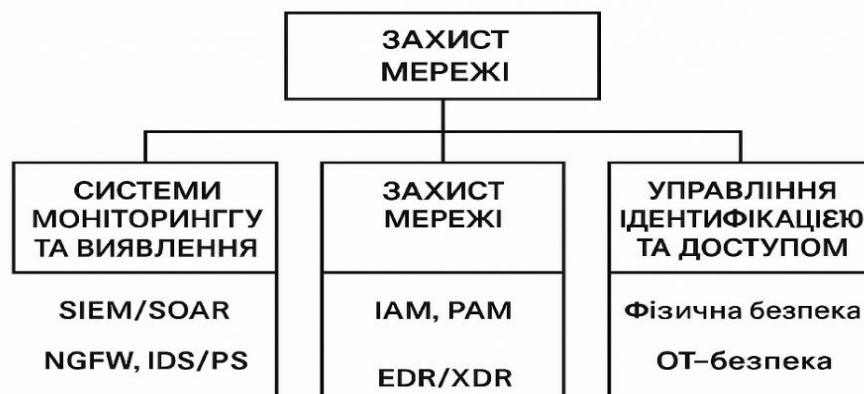 ЗАХИСТ
МЕРЕЖІ
СИСТЕМИ
МОНІТОРИНГГУ
ТА ВИЯВЛЕННЯ
ЗАХИСТ
МЕРЕЖІ
УПРАВЛІННЯ
ІДЕНТИФІКАЦІЄЮ
ТА ДОСТУПОМ
SIEM/SOAR
NGFW, IDS/PS
IAM, PAM
EDR/XDR
Фізична безпека
ОТ–безпека